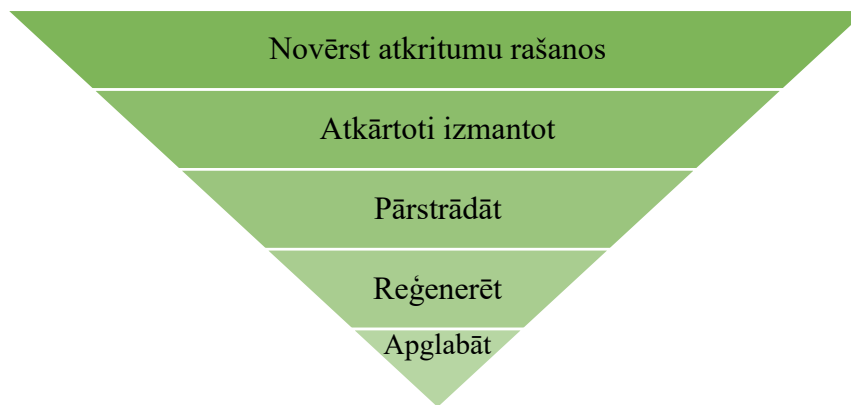 Novērst atkritumu rašanos
Atkārtoti izmantot
Pārstrādāt
Reģenerēt
Apglabāt